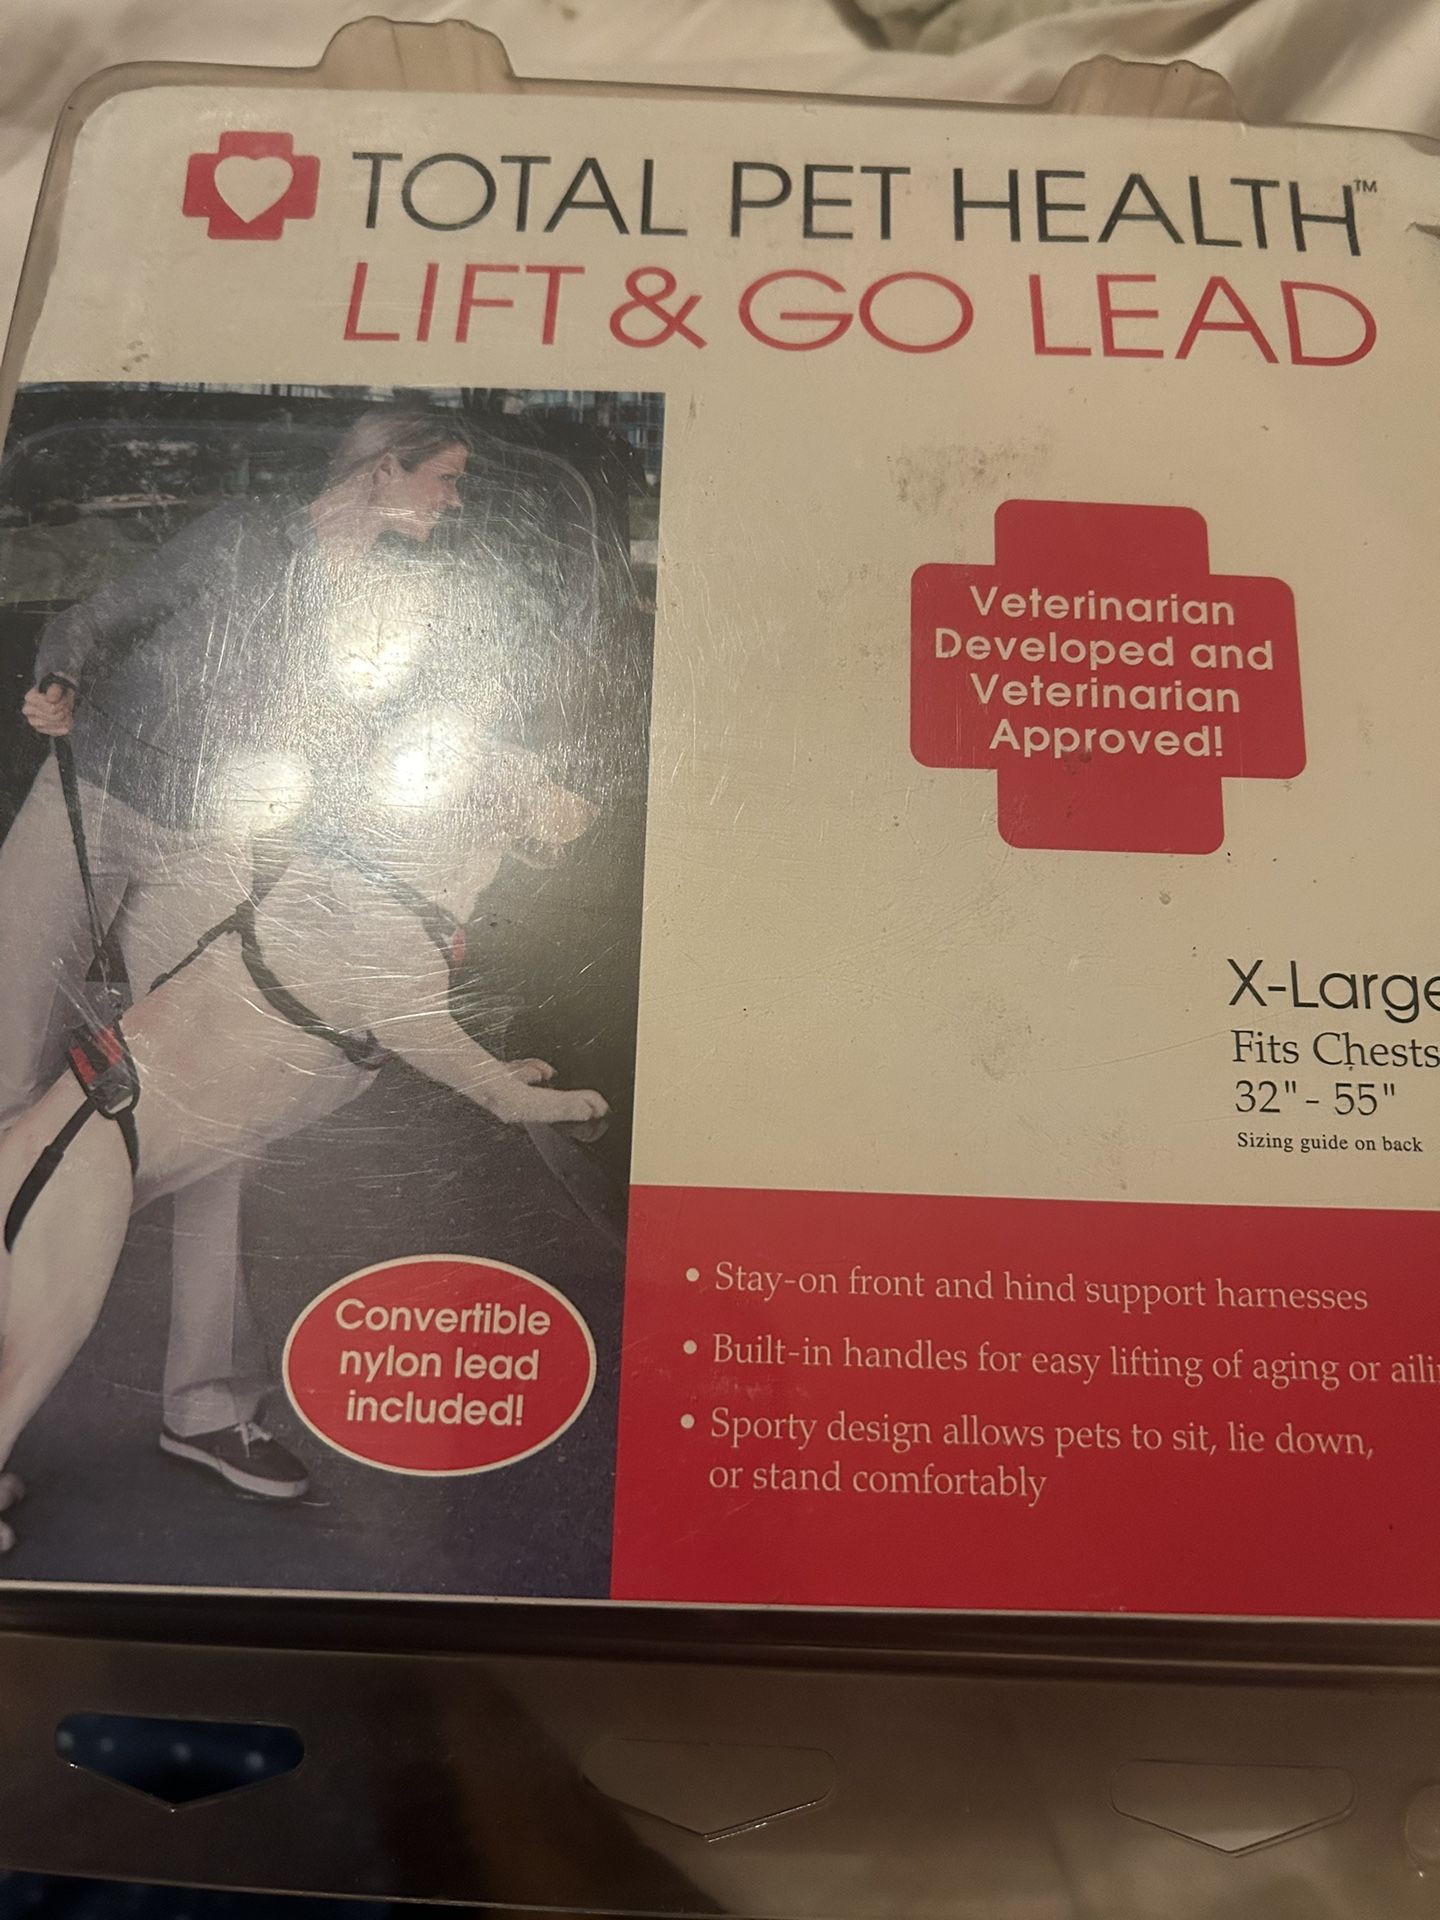 TOTAL PET HEALTH™
LIFT & GO LEAD
Veterinarian
Developed and
Veterinarian
Approved!
X-Large
Fits Chests
32" - 55"
Sizing guide on back
Convertible
nylon lead
included!
• Stay-on front and hind support harnesses
• Built-in handles for easy lifting of aging or aili
• Sporty design allows pets to sit, lie down,
or stand comfortably